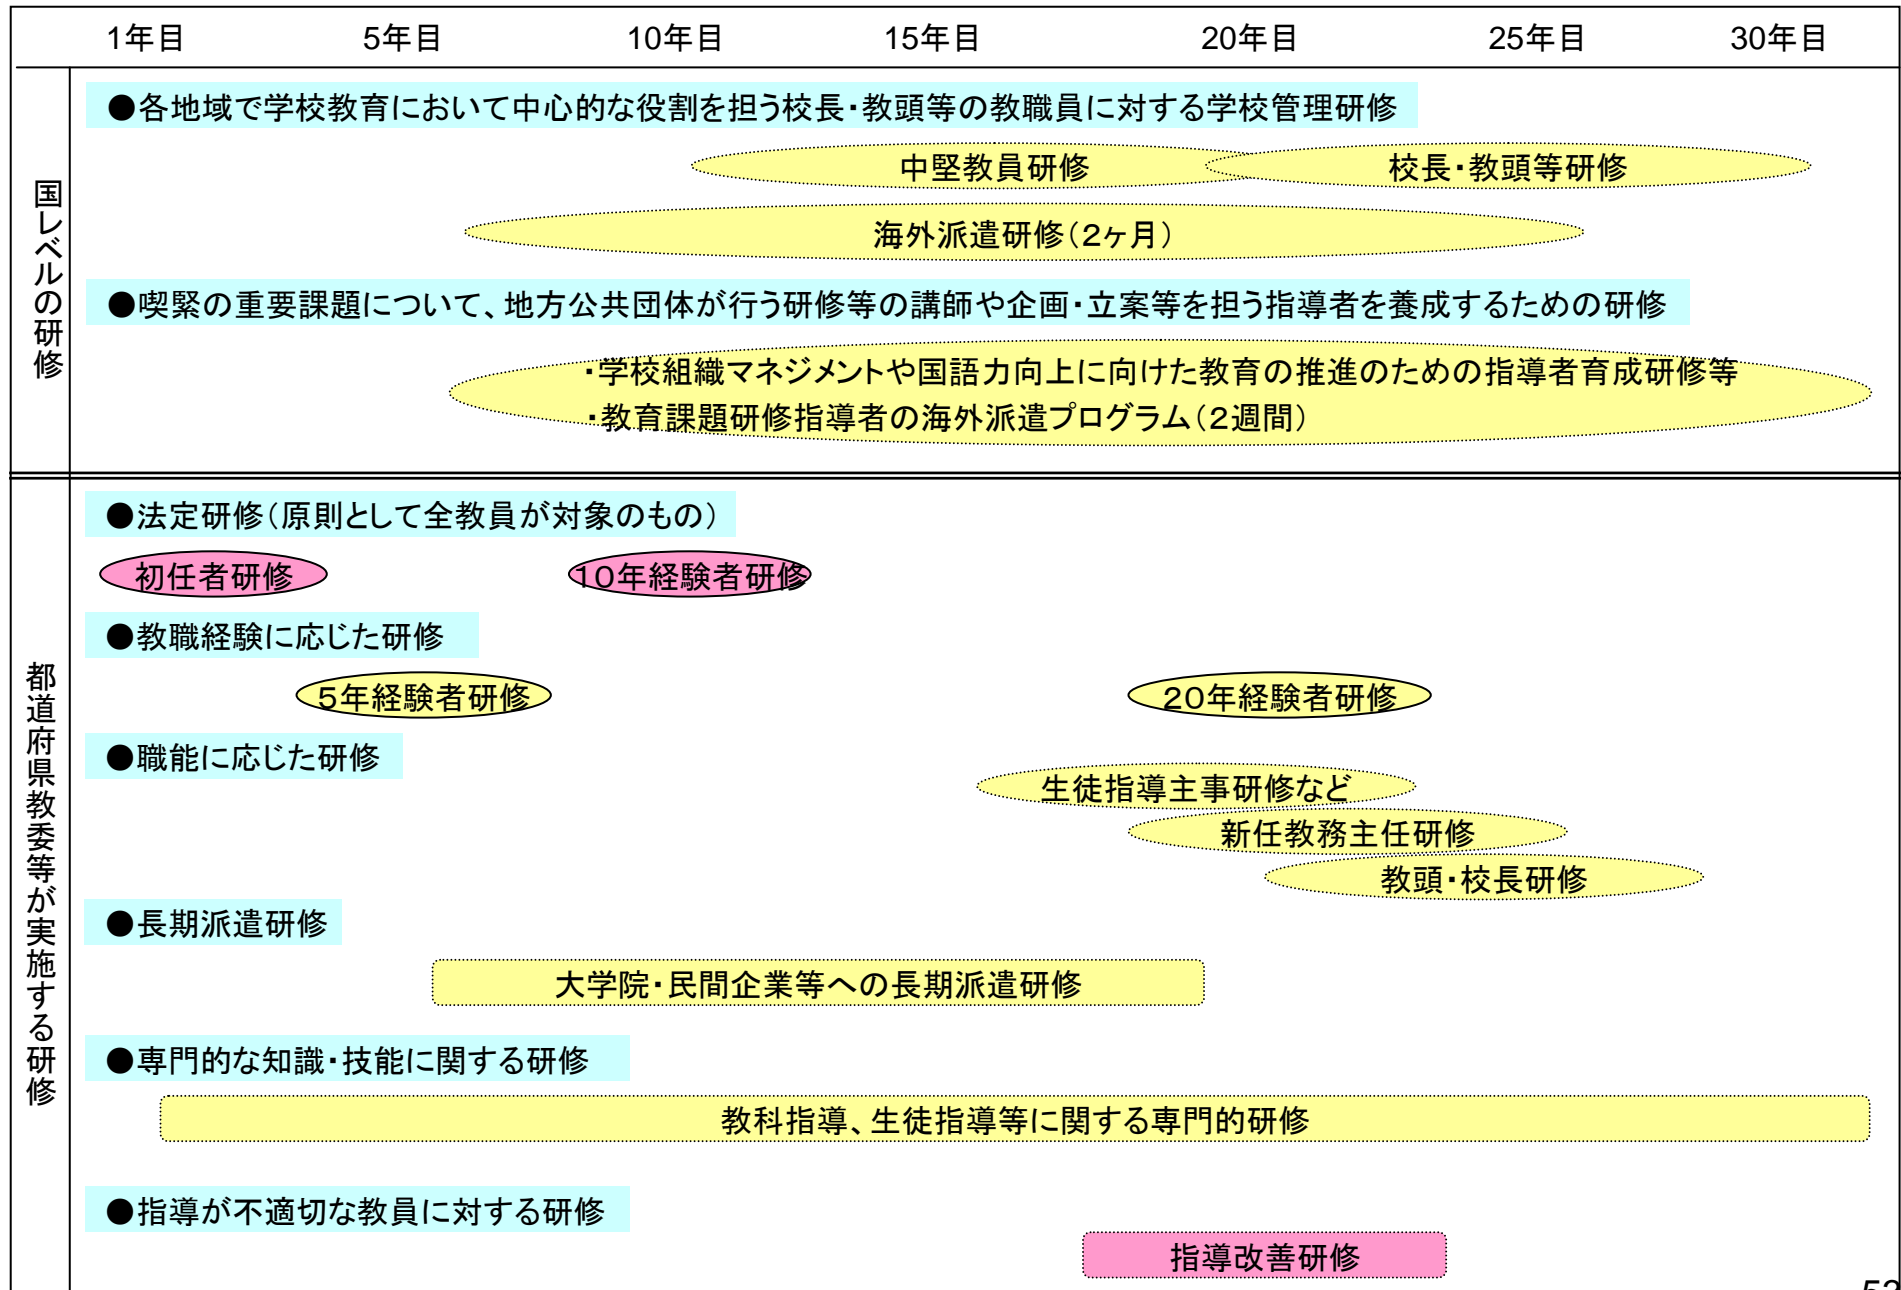 1年目 5年目 10年目 15年目 20年目 25年目 30年目
国レベルの研修
●各地域で学校教育において中心的な役割を担う校長・教頭等の教職員に対する学校管理研修
中堅教員研修 校長・教頭等研修
海外派遣研修(2ヶ月)
●喫緊の重要課題について、地方公共団体が行う研修等の講師や企画・立案等を担う指導者を養成するための研修
・学校組織マネジメントや国語力向上に向けた教育の推進のための指導者育成研修等
・教育課題研修指導者の海外派遣プログラム(2週間)
都道府県教委等が実施する研修
●法定研修(原則として全教員が対象のもの)
初任者研修 10年経験者研修
●教職経験に応じた研修
5年経験者研修 20年経験者研修
●職能に応じた研修
生徒指導主事研修など
新任教務主任研修
教頭・校長研修
●長期派遣研修
大学院・民間企業等への長期派遣研修
●専門的な知識・技能に関する研修
教科指導、生徒指導等に関する専門的研修
●指導が不適切な教員に対する研修
指導改善研修